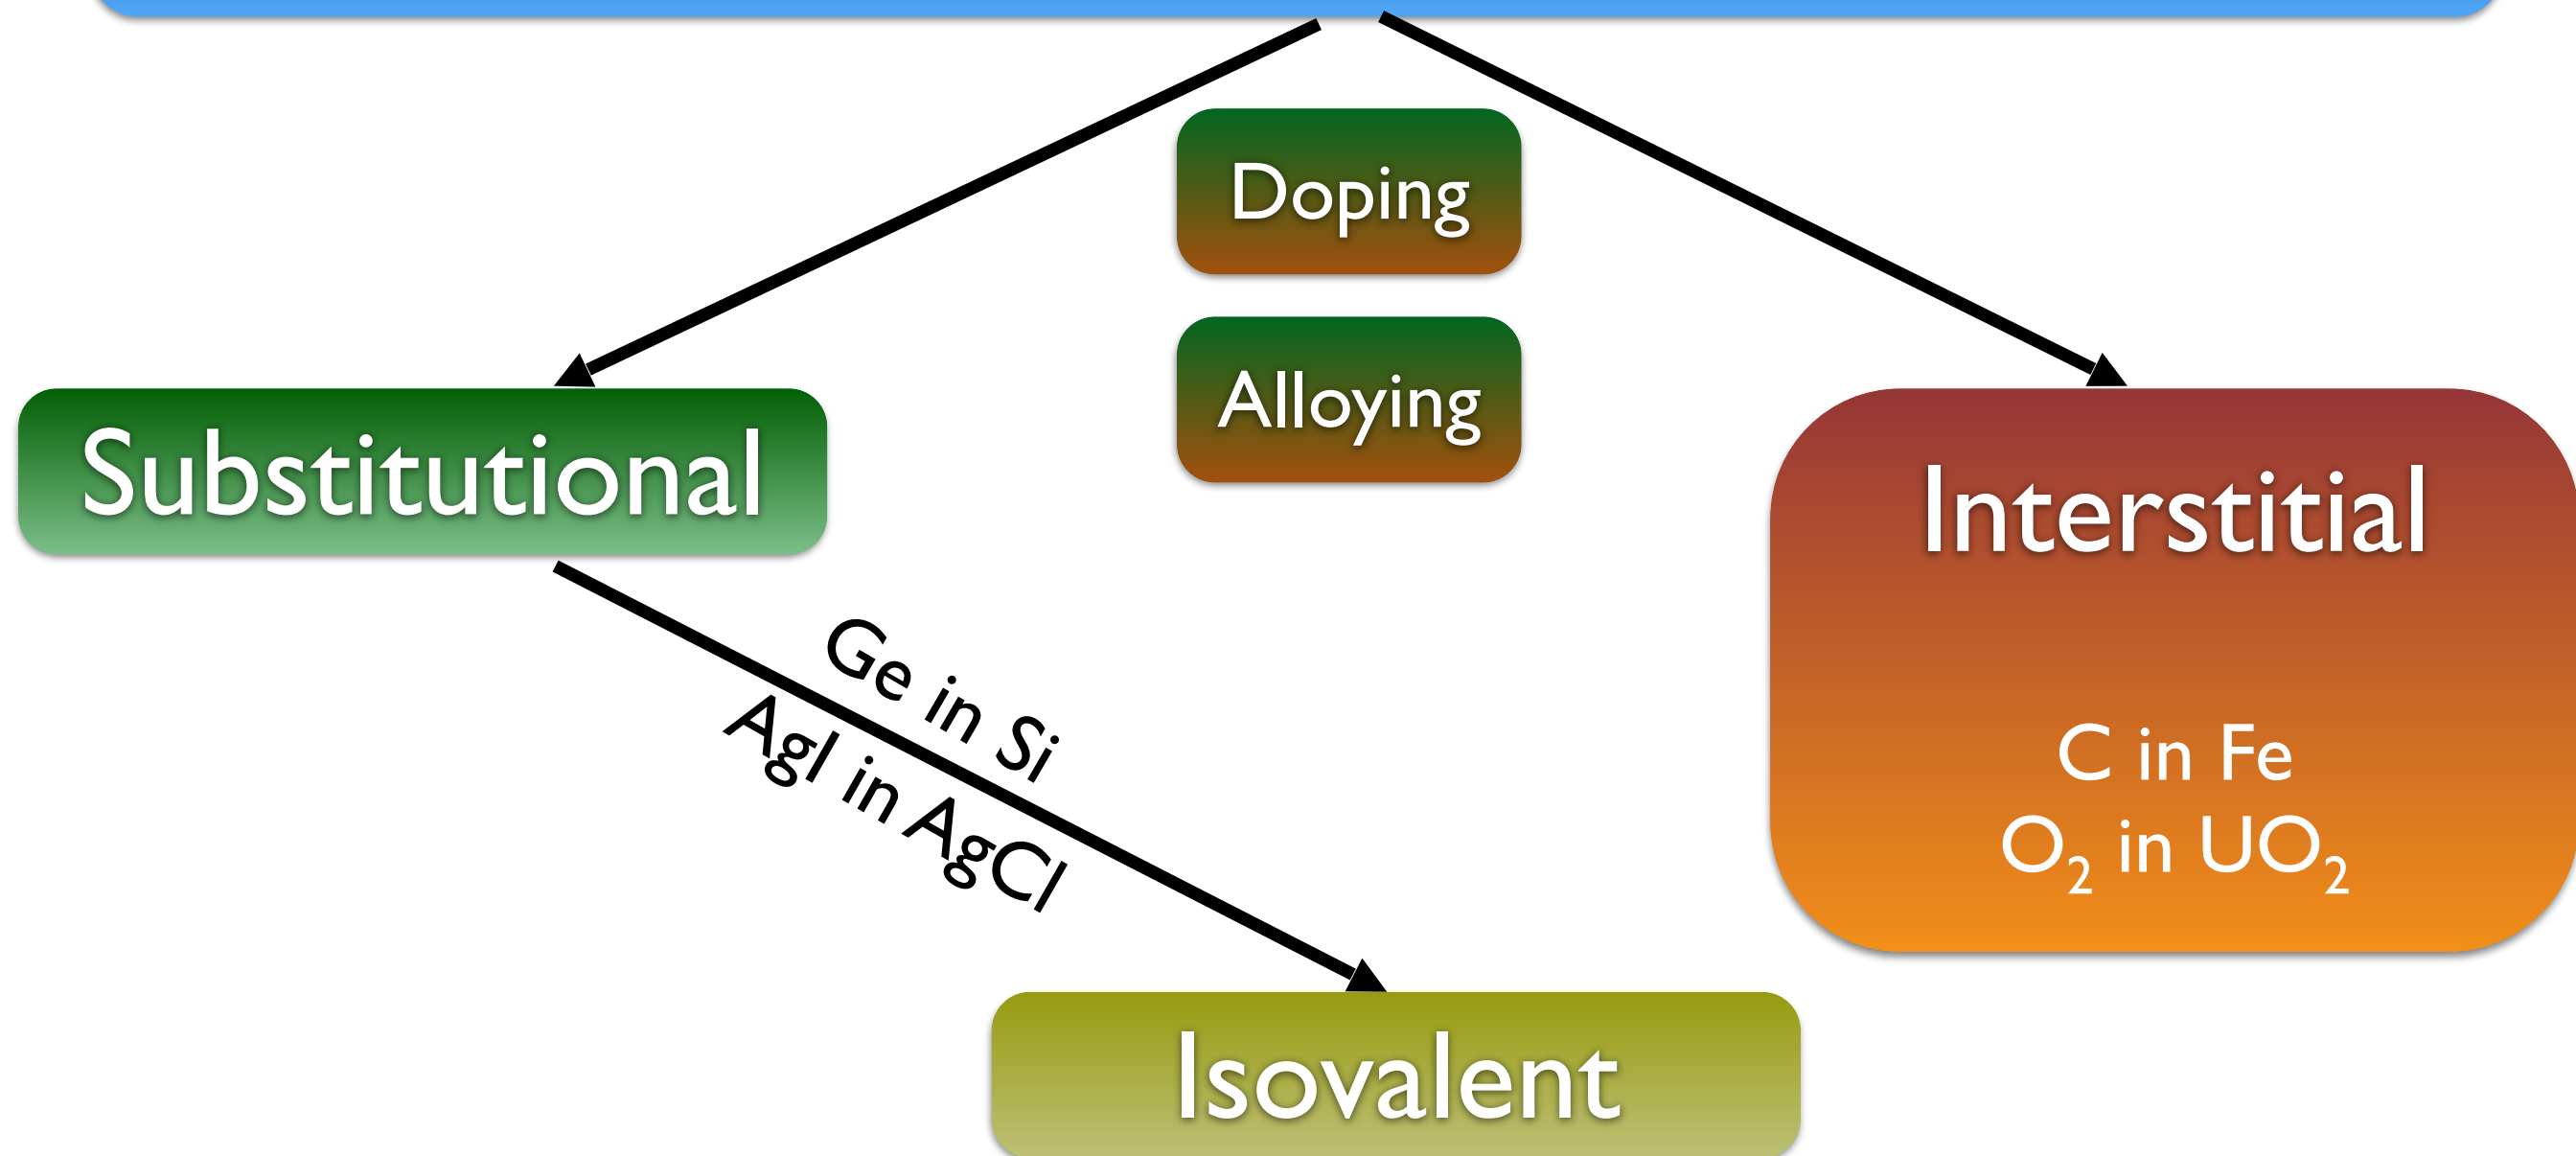 Doping
Alloying
Substitutional
Interstitial
C in Fe
O₂ in UO₂
Ge in Si
AgI in AgCl
Isovalent